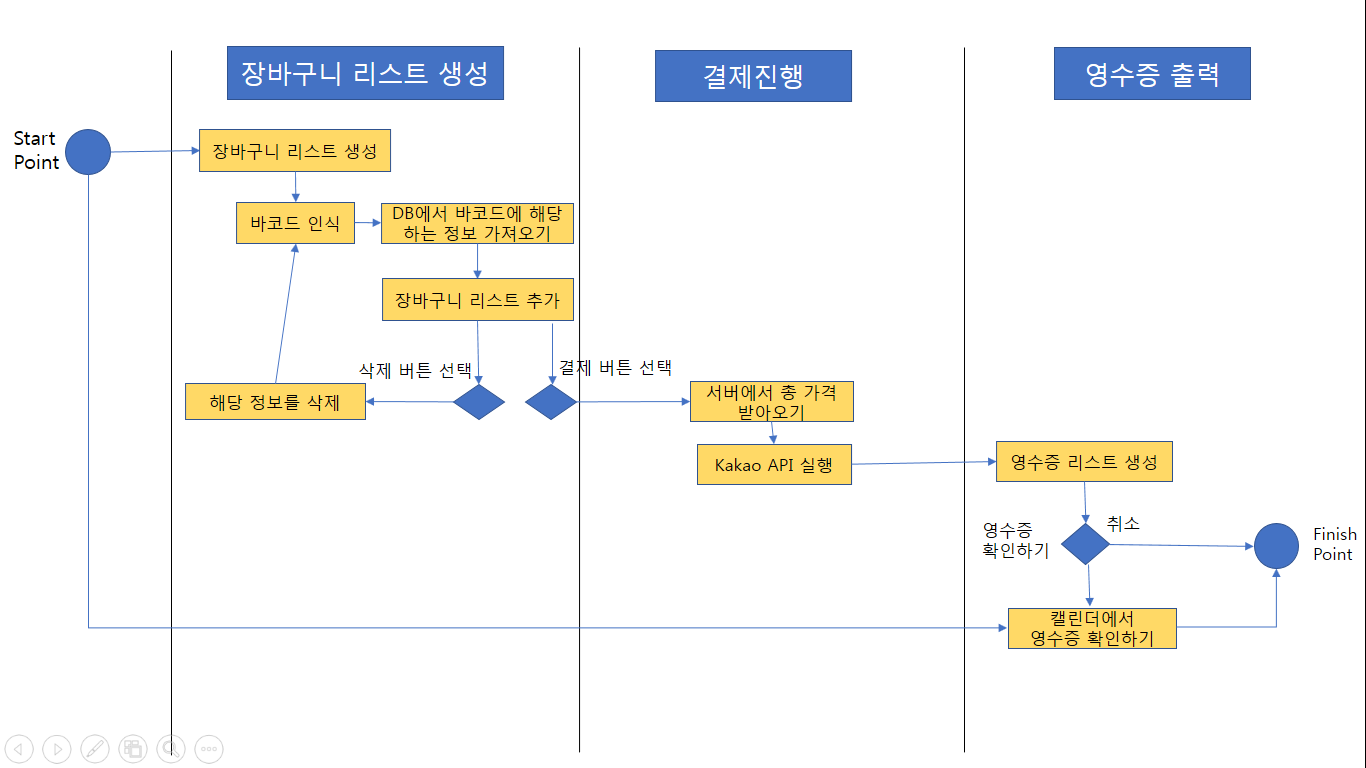 장바구니 리스트 생성
결제진행
영수증 출력
Start
Point
장바구니 리스트 생성
바코드 인식
DB에서 바코드에 해당
하는 정보 가져오기
장바구니 리스트 추가
삭제 버튼 선택
결제 버튼 선택
해당 정보를 삭제
서버에서 총 가격
받아오기
Kakao API 실행
영수증 리스트 생성
영수증
확인하기
취소
Finish
Point
캘린더에서
영수증 확인하기